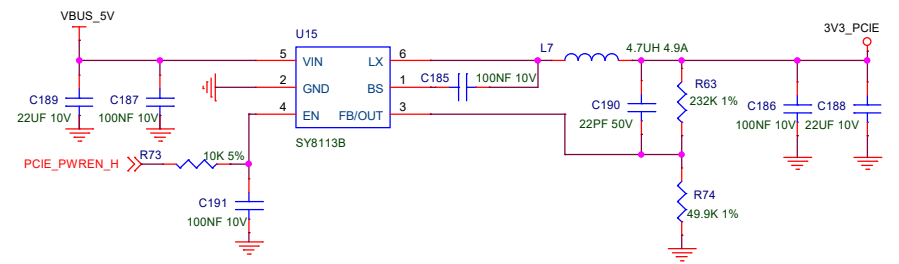 VBUS_5V
3V3_PCIE
U15
5 VIN LX 6
L7 4.7UH 4.9A
2 GND BS 1
C185 100NF 10V
4 EN FB/OUT 3
SY8113B
C189
22UF 10V
C187
100NF 10V
R63
232K 1%
C190
22PF 50V
C186
100NF 10V
C188
22UF 10V
PCIE_PWREN_H
R73 10K 5%
C191
100NF 10V
R74
49.9K 1%